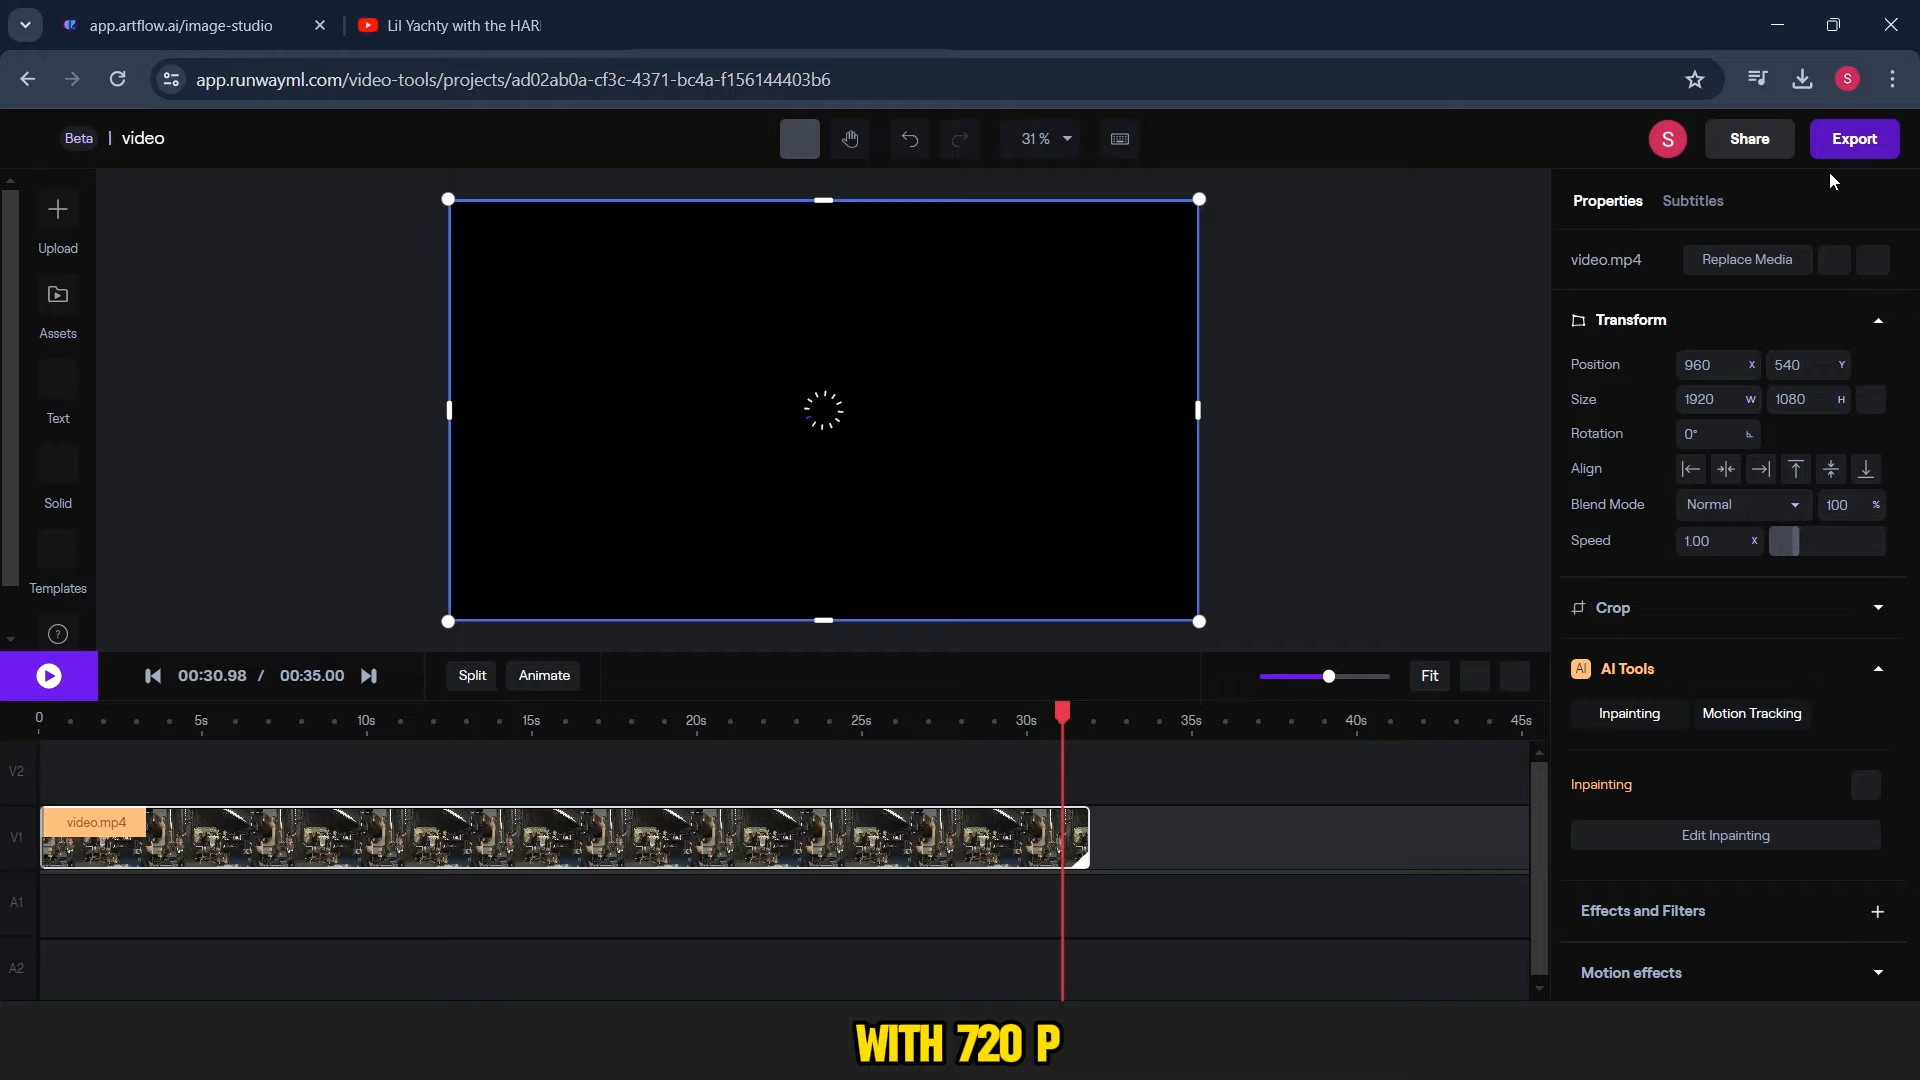 app.artflow.ai/image-studio
Lil Yachty with the HAR
app.runwayml.com/video-tools/projects/ad02ab0a-cf3c-4371-bc4a-f156144403b6
S
Beta | video
31 %
S
Share
Export
Upload
Assets
Text
Solid
Templates
Properties
Subtitles
video.mp4
Replace Media
Transform
Position
960 X
540 Y
Size
1920 W
1080 H
Rotation
0°
Align
Blend Mode
Normal
100 %
Speed
1.00 X
Crop
AI AI Tools
Inpainting
Motion Tracking
Inpainting
Edit Inpainting
Effects and Filters
Motion effects
00:30.98 / 00:35.00
Split
Animate
Fit
0 5s 10s 15s 20s 25s 30s 35s 40s 45s
V2
V1
video.mp4
A1
A2
WITH 720 P